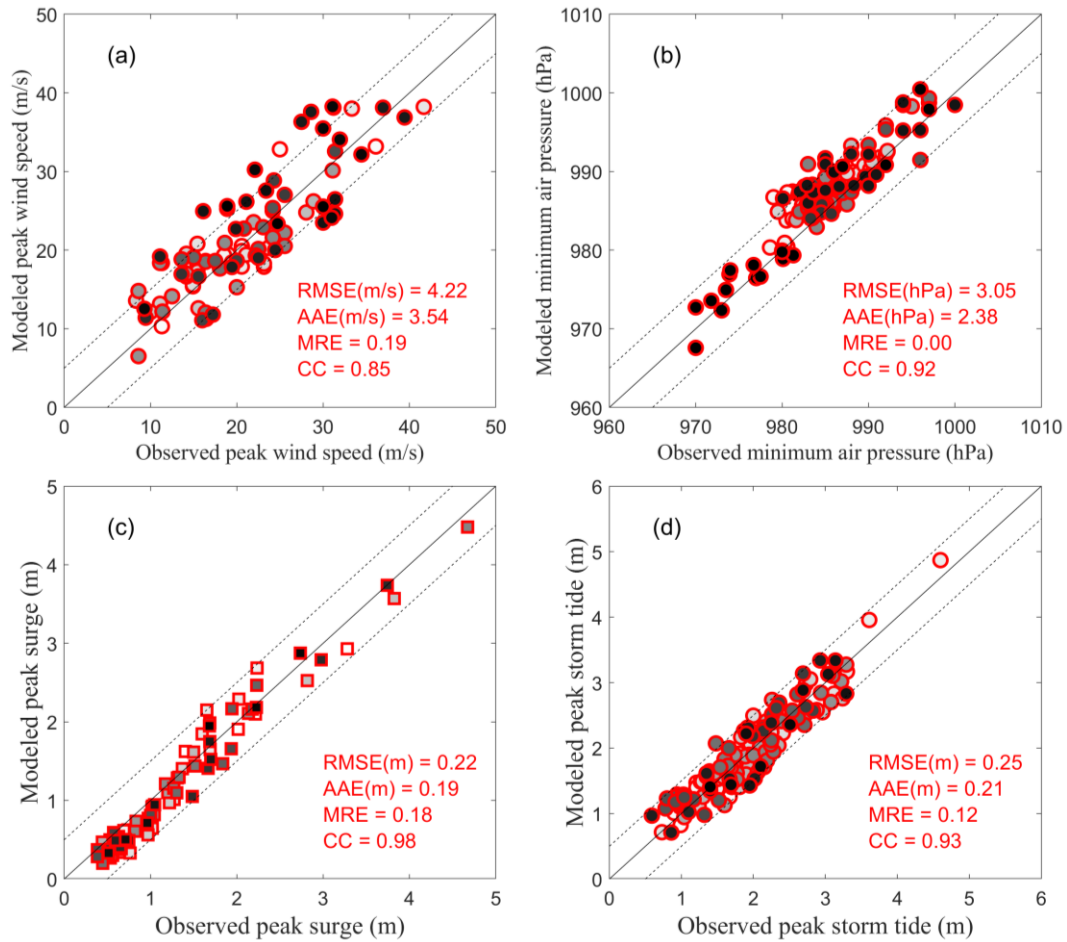 50
40
30
20
10
0
0
10
20
30
40
50
(a)
Modeled peak wind speed (m/s)
Observed peak wind speed (m/s)
RMSE(m/s) = 4.22
AAE(m/s) = 3.54
MRE = 0.19
CC = 0.85
1010
1000
990
980
970
960
960
970
980
990
1000
1010
(b)
Modeled minimum air pressure (hPa)
Observed minimum air pressure (hPa)
RMSE(hPa) = 3.05
AAE(hPa) = 2.38
MRE = 0.00
CC = 0.92
5
4
3
2
1
0
0
1
2
3
4
5
(c)
Modeled peak surge (m)
Observed peak surge (m)
RMSE(m) = 0.22
AAE(m) = 0.19
MRE = 0.18
CC = 0.98
6
5
4
3
2
1
0
0
1
2
3
4
5
6
(d)
Modeled peak storm tide (m)
Observed peak storm tide (m)
RMSE(m) = 0.25
AAE(m) = 0.21
MRE = 0.12
CC = 0.93